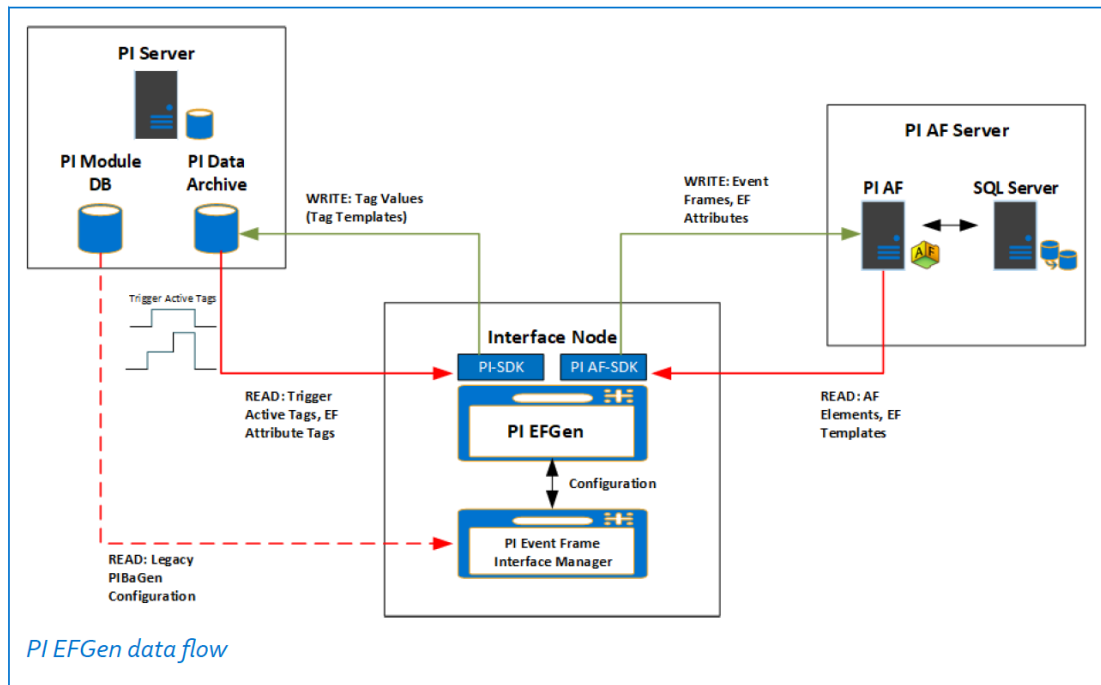 PI Server
PI Module
DB
PI Data
Archive
WRITE: Tag Values
(Tag Templates)
WRITE: Event
Frames, EF
Attributes
PI AF Server
PI AF
SQL Server
A F
Trigger Active Tags
Interface Node
PI-SDK
PI AF-SDK
READ: Trigger
Active Tags, EF
Attribute Tags
PI EFGen
READ: AF
Elements, EF
Templates
Configuration
PI Event Frame
Interface Manager
READ: Legacy
PIBaGen
Configuration
PI EFGen data flow